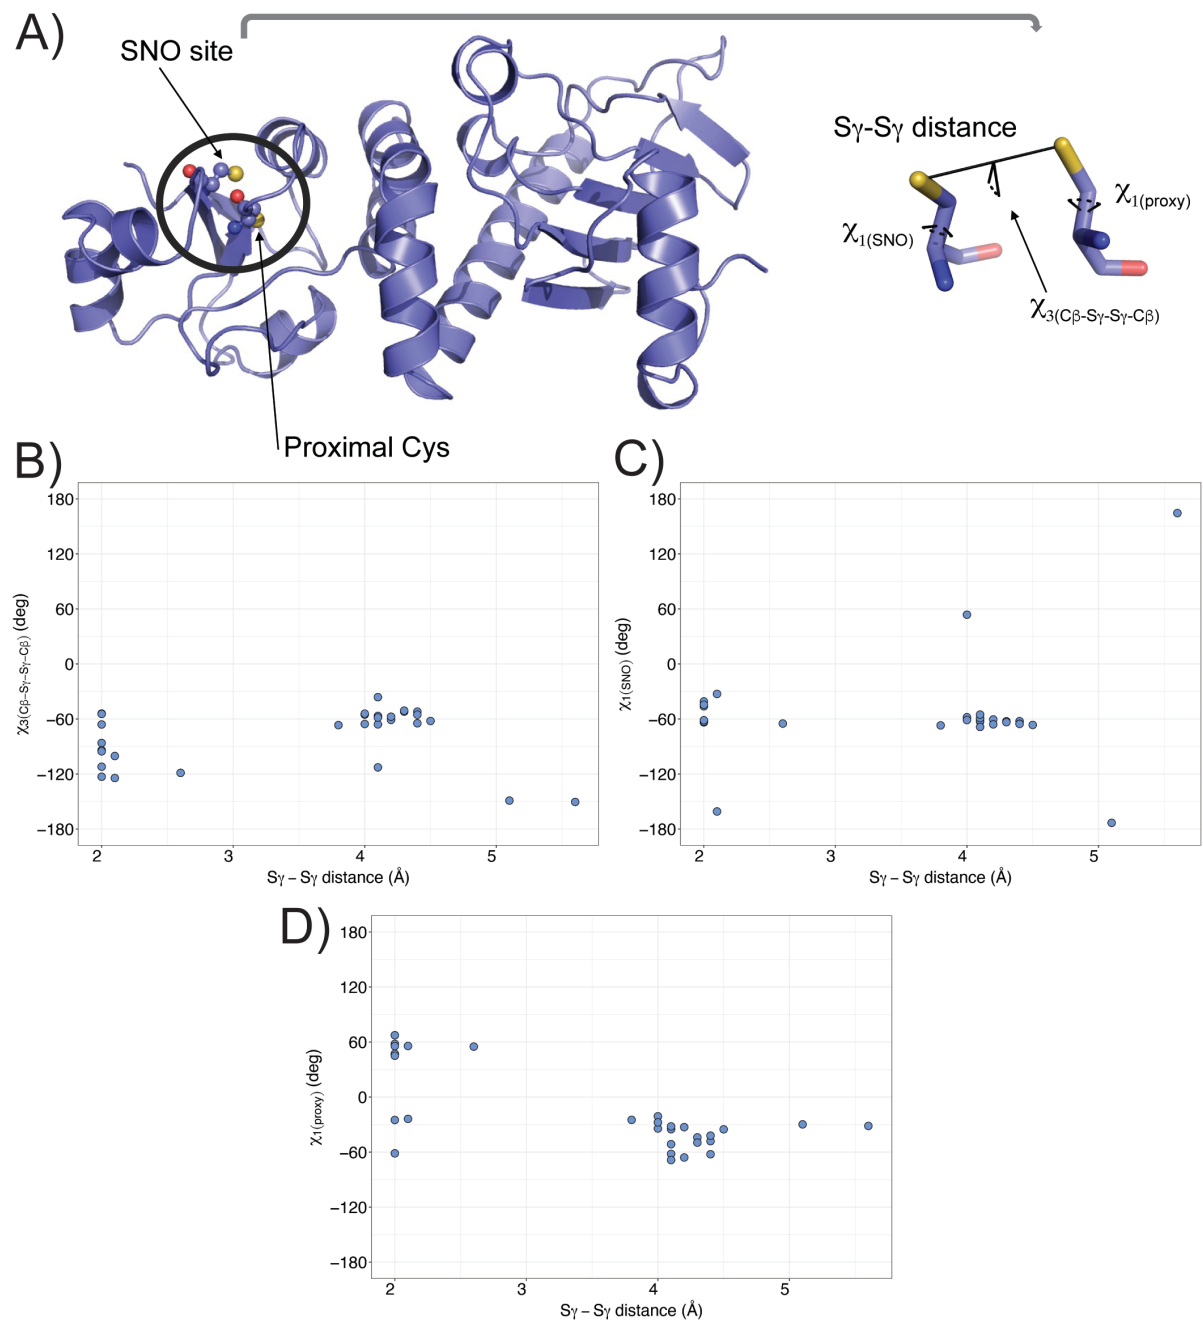 A)
SNO site
Sγ-Sγ distance
χ1(proxy)
χ1(SNO)
χ3(Cβ-Sγ-Sγ-Cβ)
Proximal Cys
B)
180
120
60
0
−60
−120
−180
χ3(Cβ−Sγ−Sγ−Cβ) (deg)
2 3 4 5
Sγ − Sγ distance (Å)
C)
180
120
60
0
−60
−120
−180
χ1(SNO) (deg)
2 3 4 5
Sγ − Sγ distance (Å)
D)
180
120
60
0
−60
−120
−180
χ1(proxy) (deg)
2 3 4 5
Sγ − Sγ distance (Å)